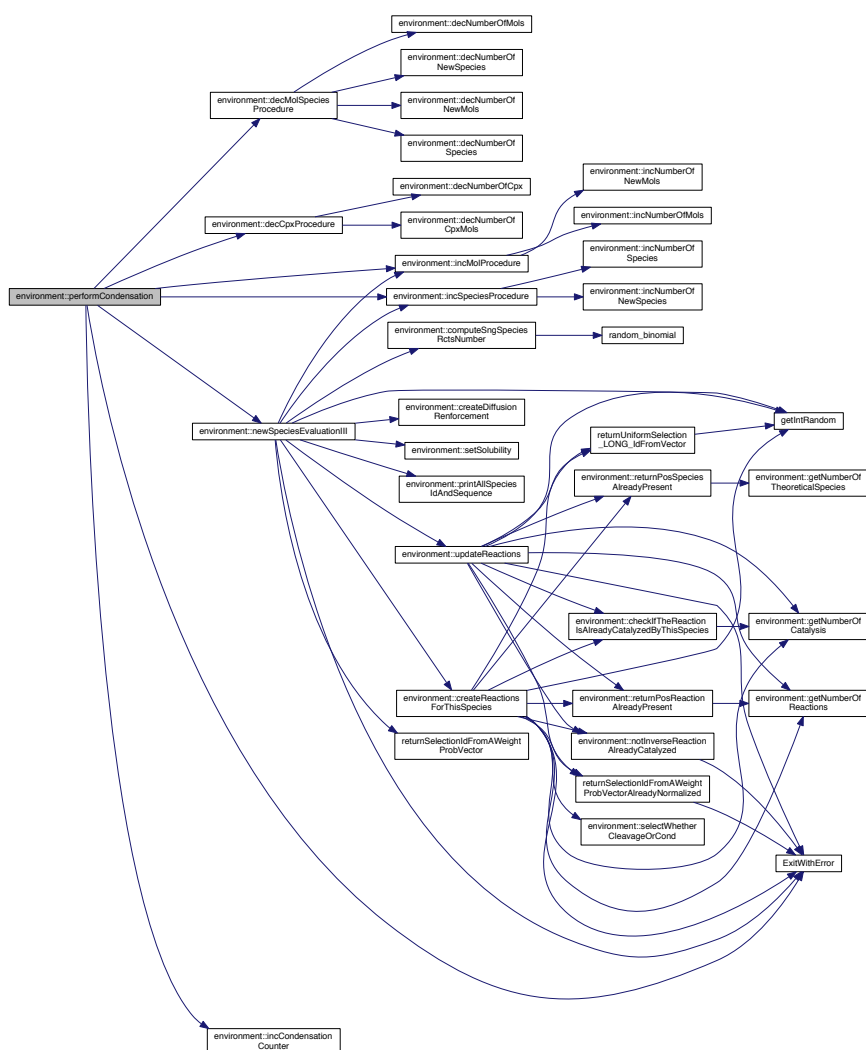 environment::decNumberOfMols
environment::decNumberOf
NewSpecies
environment::decMolSpecies
Procedure
environment::decNumberOf
NewMols
environment::decNumberOf
Species
environment::incNumberOf
NewMols
environment::decNumberOfCpx
environment::incNumberOfMols
environment::decCpxProcedure
environment::decNumberOf
CpxMols
environment::incNumberOf
Species
environment::incMolProcedure
environment::performCondensation
environment::incSpeciesProcedure
environment::incNumberOf
NewSpecies
environment::computeSngSpecies
RctsNumber
random_binomial
environment::createDiffusion
Renforcement
getIntRandom
environment::newSpeciesEvaluationIII
returnUniformSelection
_LONG_IdFromVector
environment::setSolubility
environment::printAllSpecies
IdAndSequence
environment::returnPosSpecies
AlreadyPresent
environment::getNumberOf
TheoreticalSpecies
environment::updateReactions
environment::checkIfTheReaction
IsAlreadyCatalyzedByThisSpecies
environment::getNumberOf
Catalysis
environment::createReactions
ForThisSpecies
environment::returnPosReaction
AlreadyPresent
environment::getNumberOf
Reactions
returnSelectionIdFromAWeight
ProbVector
environment::notInverseReaction
AlreadyCatalyzed
returnSelectionIdFromAWeight
ProbVectorAlreadyNormalized
environment::selectWhether
CleavageOrCond
ExitWithError
environment::incCondensation
Counter